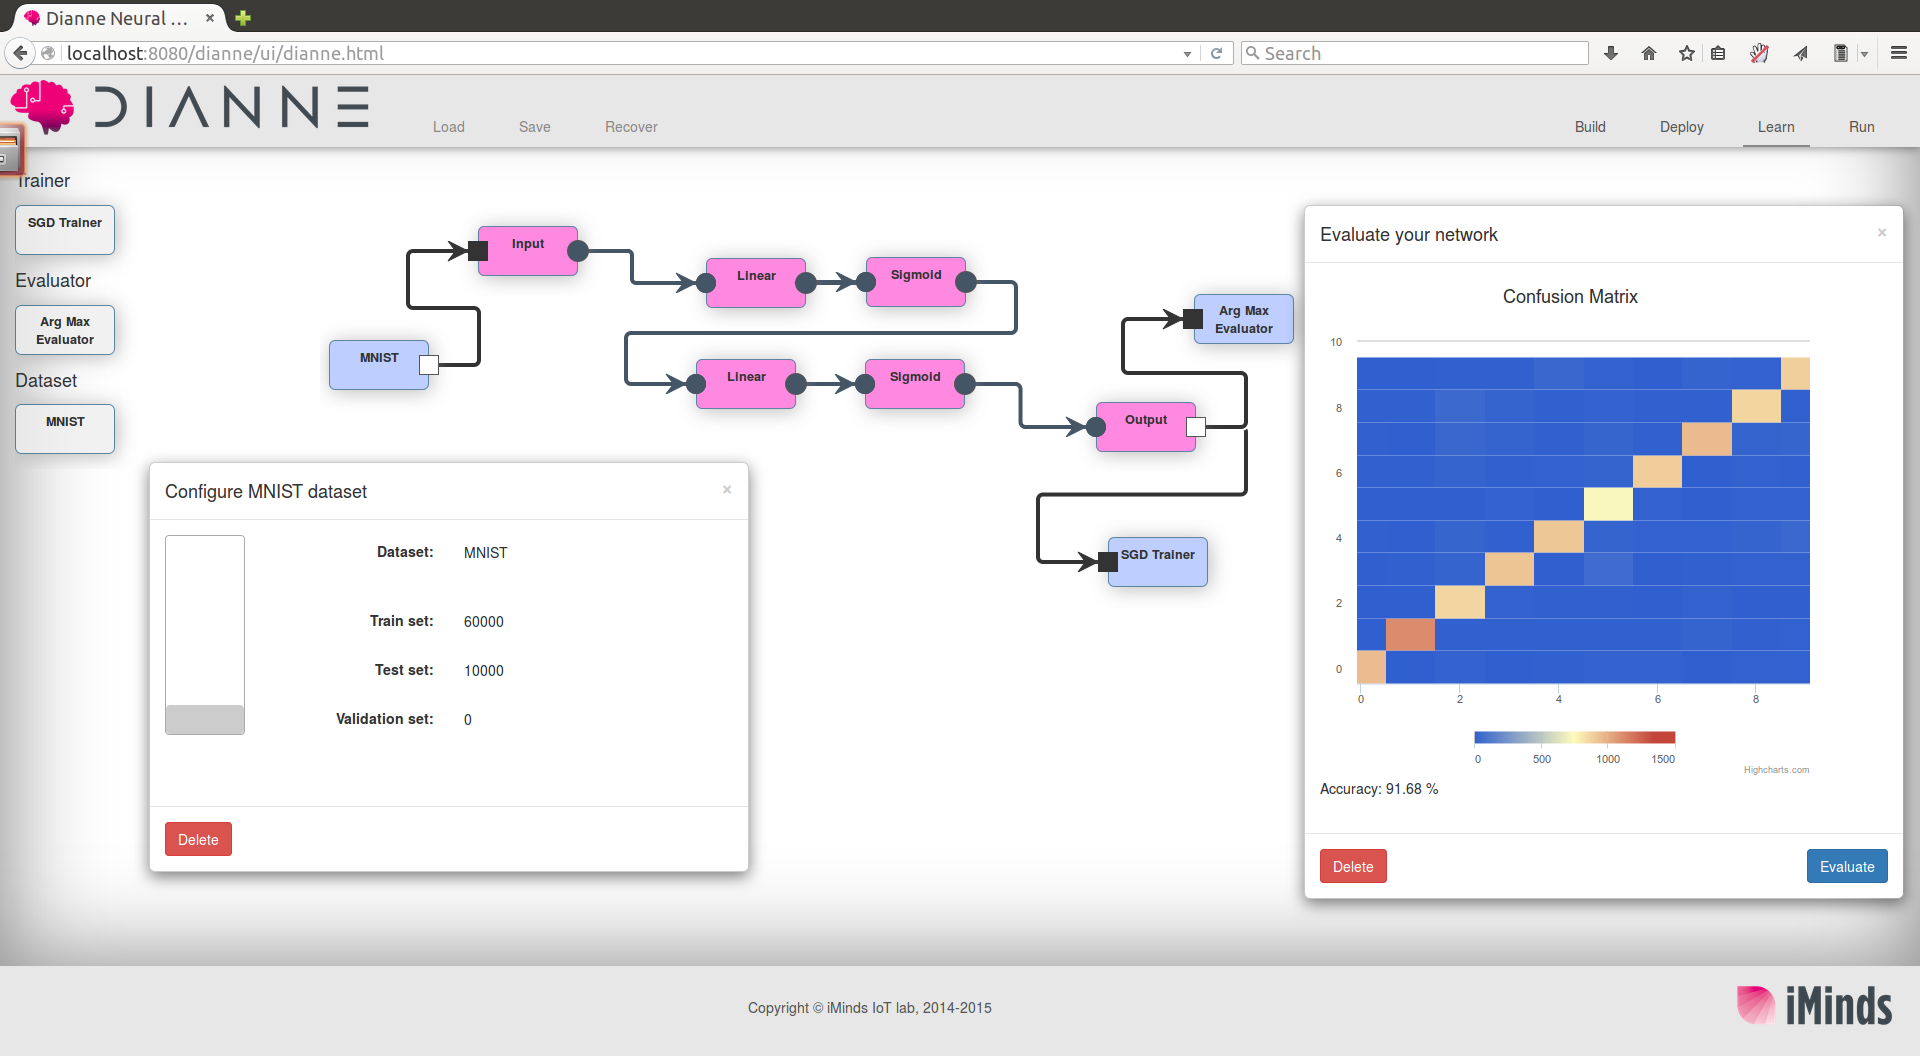 Dianne Neural ...
localhost:8080/dianne/ui/dianne.html
Search
DIANNE
Load
Save
Recover
Build
Deploy
Learn
Run
Trainer
SGD Trainer
Evaluator
Arg Max
Evaluator
Dataset
MNIST
Input
Linear
Sigmoid
MNIST
Linear
Sigmoid
Output
Arg Max
Evaluator
SGD Trainer
Configure MNIST dataset
×
Dataset: MNIST
Train set: 60000
Test set: 10000
Validation set: 0
Delete
Evaluate your network
×
Confusion Matrix
10
8
6
4
2
0
0 2 4 6 8
0 500 1000 1500
Highcharts.com
Accuracy: 91.68 %
Delete
Evaluate
Copyright © iMinds IoT lab, 2014-2015
iMinds